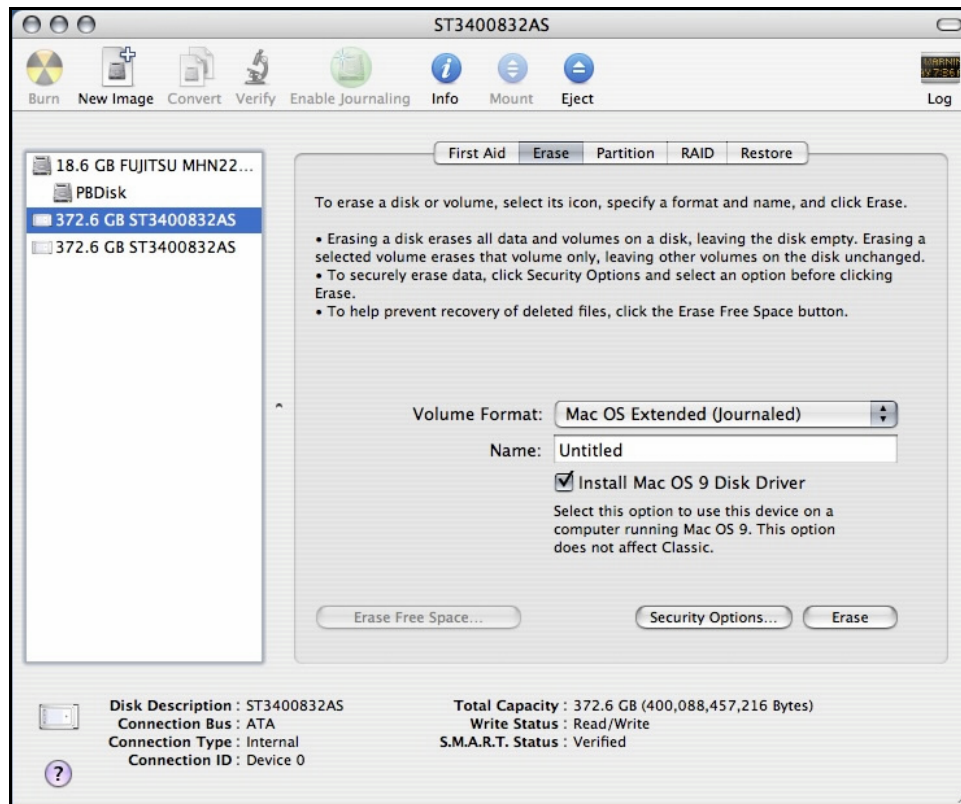 ST3400832AS
Burn New Image Convert Verify Enable Journaling Info Mount Eject Log
18.6 GB FUJITSU MHN22...
PBDisk
372.6 GB ST3400832AS
372.6 GB ST3400832AS
First Aid Erase Partition RAID Restore
To erase a disk or volume, select its icon, specify a format and name, and click Erase.
• Erasing a disk erases all data and volumes on a disk, leaving the disk empty. Erasing a
selected volume erases that volume only, leaving other volumes on the disk unchanged.
• To securely erase data, click Security Options and select an option before clicking
Erase.
• To help prevent recovery of deleted files, click the Erase Free Space button.
Volume Format: Mac OS Extended (Journaled)
Name: Untitled
Install Mac OS 9 Disk Driver
Select this option to use this device on a
computer running Mac OS 9. This option
does not affect Classic.
Erase Free Space... Security Options... Erase
Disk Description : ST3400832AS
Connection Bus : ATA
Connection Type : Internal
Connection ID : Device 0
Total Capacity : 372.6 GB (400,088,457,216 Bytes)
Write Status : Read/Write
S.M.A.R.T. Status : Verified
?